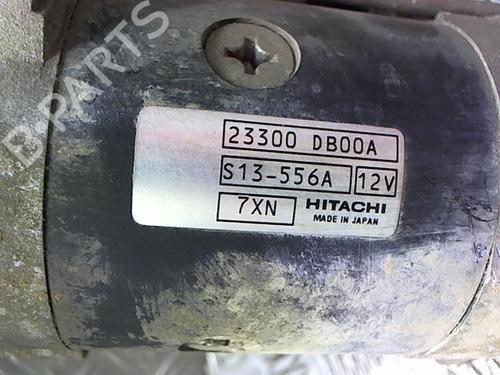 B PARTS
23300 DB00A
S13-556A 12V
7XN HITACHI
MADE IN JAPAN